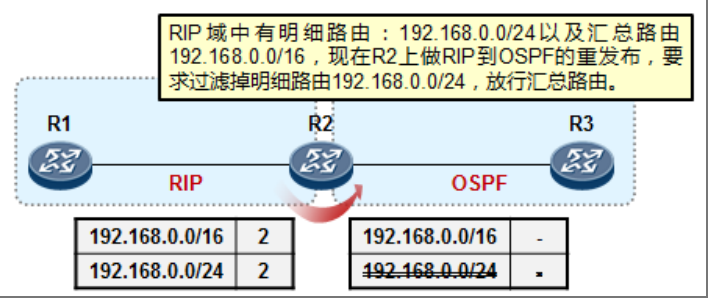 RIP域中有明细路由：192.168.0.0/24以及汇总路由
192.168.0.0/16，现在R2上做RIP到OSPF的重发布，要
求过滤掉明细路由192.168.0.0/24，放行汇总路由。
R1
R2
R3
RIP
OSPF
192.168.0.0/16 2
192.168.0.0/24 2
192.168.0.0/16 -
192.168.0.0/24 -